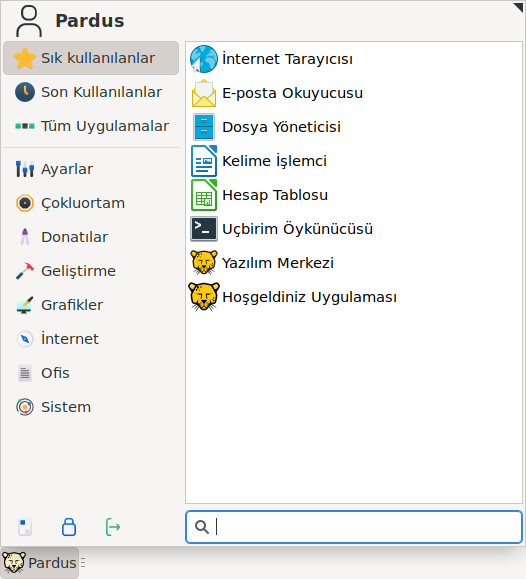 Pardus
Sık kullanılanlar
Son Kullanılanlar
Tüm Uygulamalar
Ayarlar
Çokluortam
Donatılar
Geliştirme
Grafikler
İnternet
Ofis
Sistem
İnternet Tarayıcısı
E-posta Okuyucusu
Dosya Yöneticisi
Kelime İşlemci
Hesap Tablosu
Uçbirim Öykünücüsü
Yazılım Merkezi
Hoşgeldiniz Uygulaması
Pardus